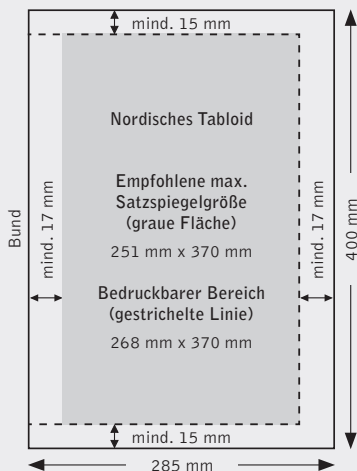 mind. 15 mm
Nordisches Tabloid
Empfohlene max.
Satzspiegelgröße
(graue Fläche)
251 mm x 370 mm
Bedruckbarer Bereich
(gestrichelte Linie)
268 mm x 370 mm
Bund
mind. 17 mm
mind. 17 mm
400 mm
mind. 15 mm
285 mm